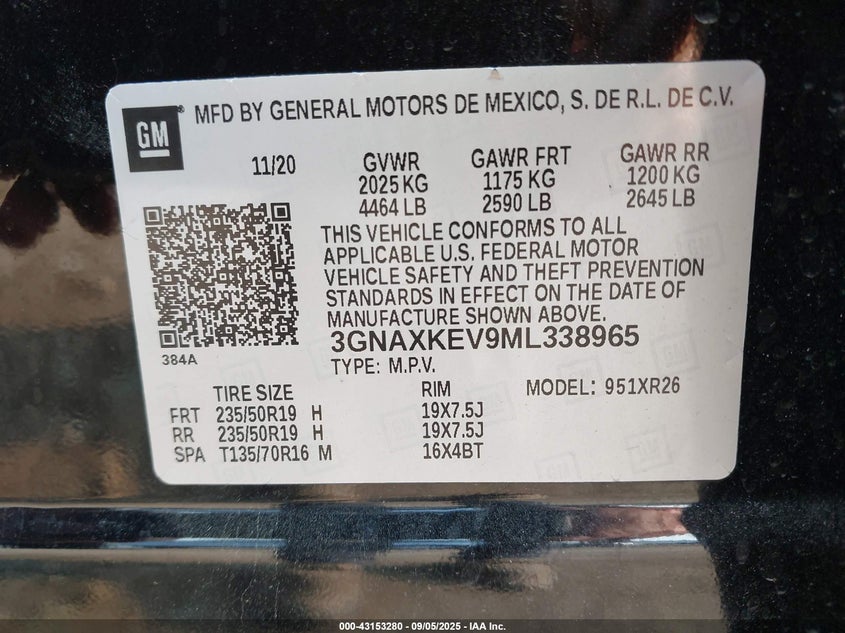 GM® MFD BY GENERAL MOTORS DE MEXICO, S. DE R.L. DE C.V.
11/20 GVWR GAWR FRT GAWR RR
2025 KG 1175 KG 1200 KG
4464 LB 2590 LB 2645 LB
THIS VEHICLE CONFORMS TO ALL
APPLICABLE U.S. FEDERAL MOTOR
VEHICLE SAFETY AND THEFT PREVENTION
STANDARDS IN EFFECT ON THE DATE OF
MANUFACTURE SHOWN ABOVE.
384A
3GNAXKEV9ML338965
TYPE: M.P.V.
TIRE SIZE RIM MODEL: 951XR26
FRT 235/50R19 H 19X7.5J
RR 235/50R19 H 19X7.5J
SPA T135/70R16 M 16X4BT
000-43153280 - 09/05/2025 - IAA Inc.